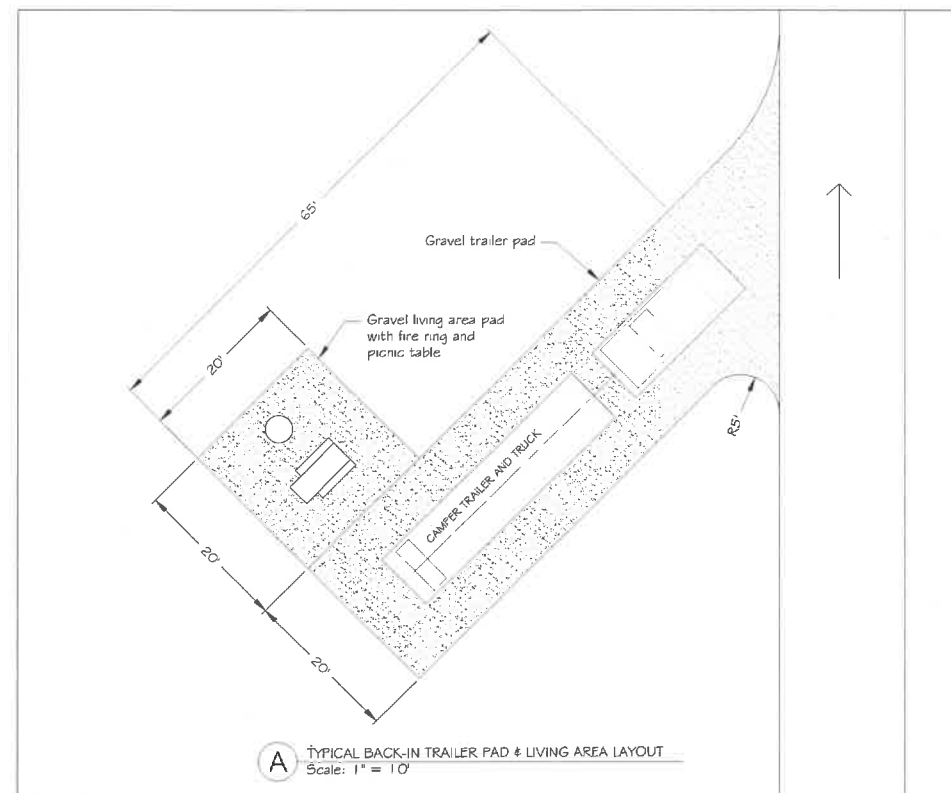 65'
Gravel trailer pad
Gravel living area pad
with fire ring and
picnic table
20'
R5'
CAMPER TRAILER AND TRUCK
20'
20'
A
TYPICAL BACK-IN TRAILER PAD & LIVING AREA LAYOUT
Scale: 1" = 10'